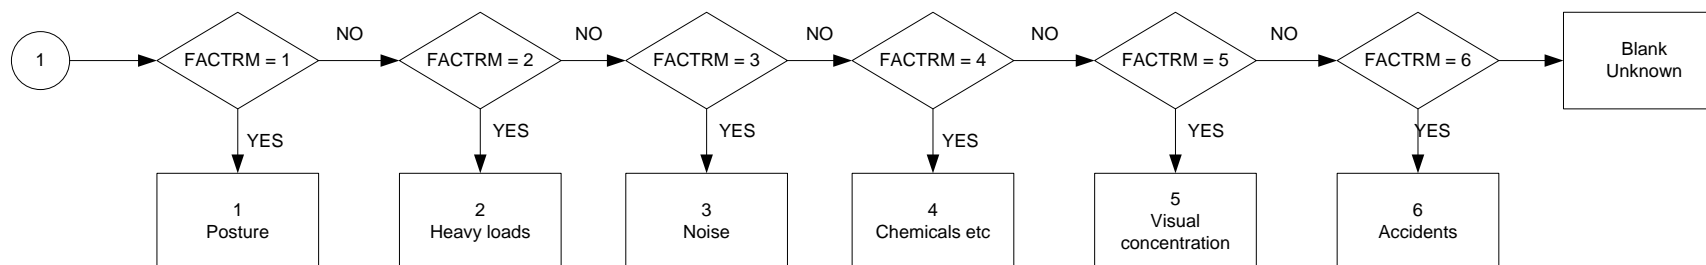 NO
NO
NO
NO
NO
1
FACTRM = 1
FACTRM = 2
FACTRM = 3
FACTRM = 4
FACTRM = 5
FACTRM = 6
Blank
Unknown
YES
YES
YES
YES
YES
YES
1
Posture
2
Heavy loads
3
Noise
4
Chemicals etc
5
Visual
concentration
6
Accidents